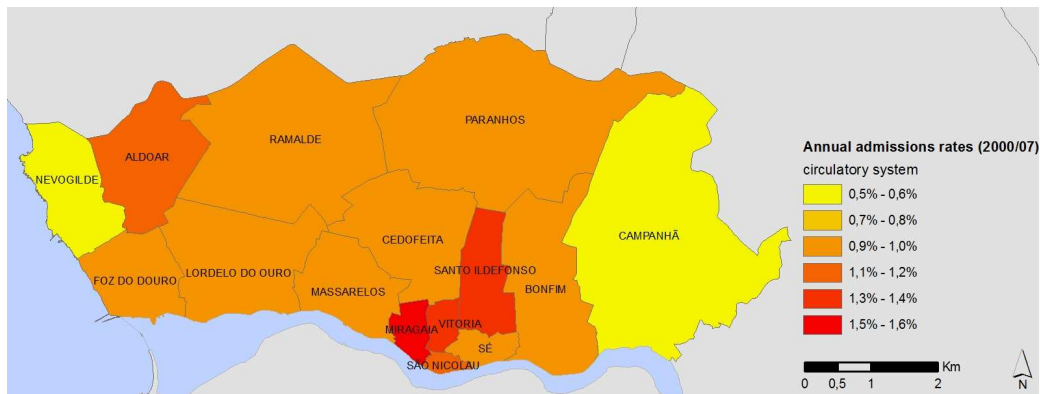 PARANHOS
RAMALDE
ALDOAR
NEVOGILDE
CAMPANHÃ
CEDOFEITA
LORDELO DO OURO
SANTO ILDEFONSO
FOZ DO DOURO
MASSARELOS
BONFIM
VITORIA
MIRAGAIA
SÉ
SAO NICOLAU
Annual admissions rates (2000/07)
circulatory system
0,5% - 0,6%
0,7% - 0,8%
0,9% - 1,0%
1,1% - 1,2%
1,3% - 1,4%
1,5% - 1,6%
Km
0 0,5 1 2
N